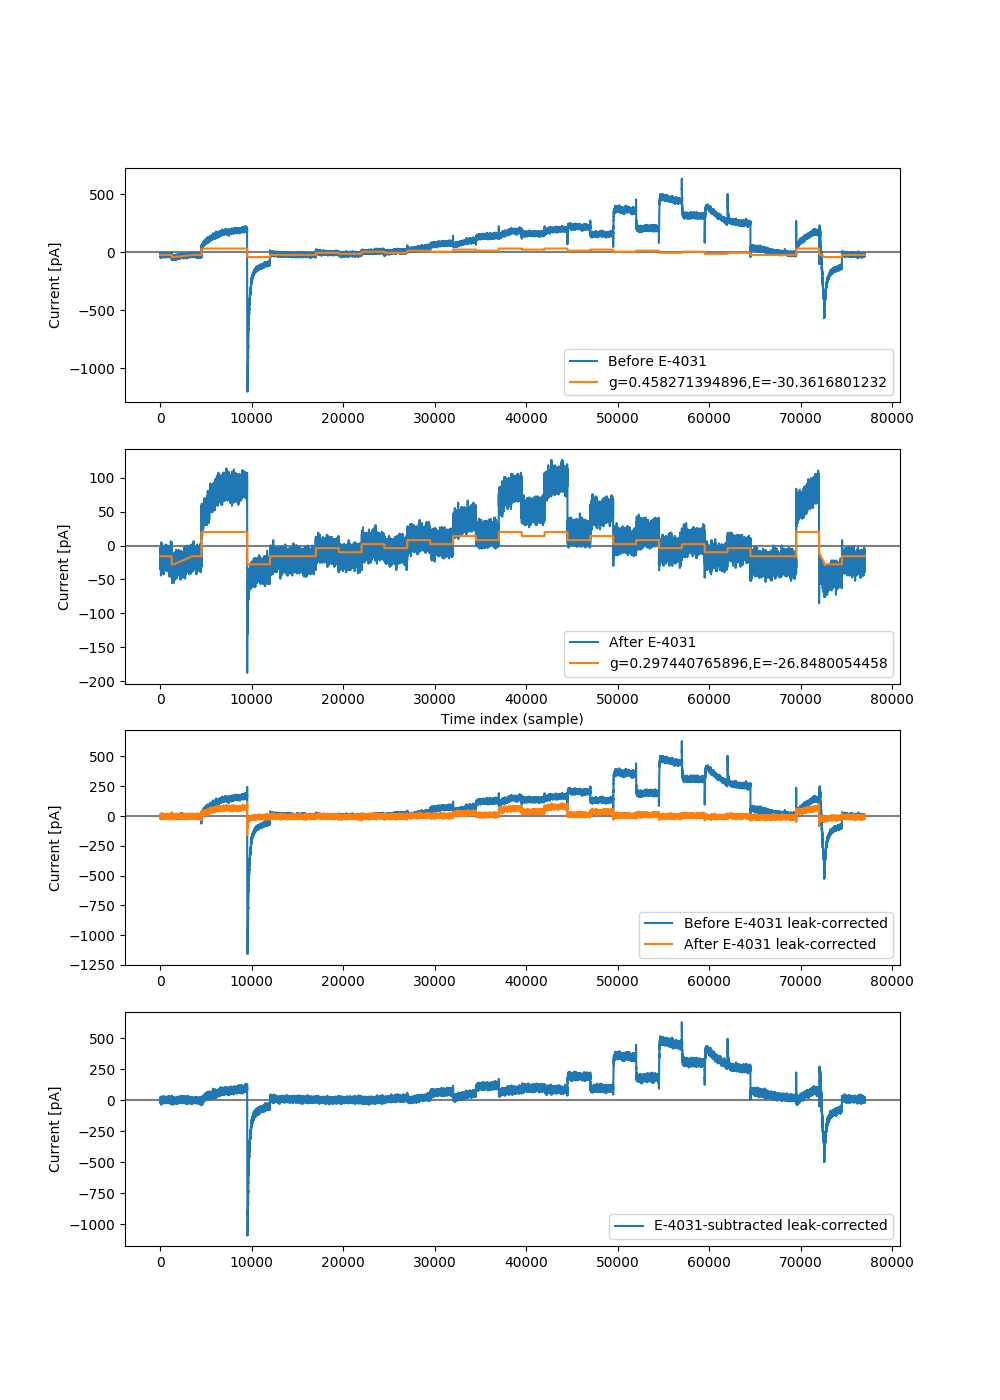 500
0
−500
−1000
Current [pA]
Before E-4031
g=0.458271394896,E=-30.3616801232
0 10000 20000 30000 40000 50000 60000 70000 80000
100
50
0
−50
−100
−150
−200
Current [pA]
After E-4031
g=0.297440765896,E=-26.8480054458
0 10000 20000 30000 40000 50000 60000 70000 80000
Time index (sample)
500
250
0
−250
−500
−750
−1000
−1250
Current [pA]
Before E-4031 leak-corrected
After E-4031 leak-corrected
0 10000 20000 30000 40000 50000 60000 70000 80000
500
250
0
−250
−500
−750
−1000
Current [pA]
E-4031-subtracted leak-corrected
0 10000 20000 30000 40000 50000 60000 70000 80000